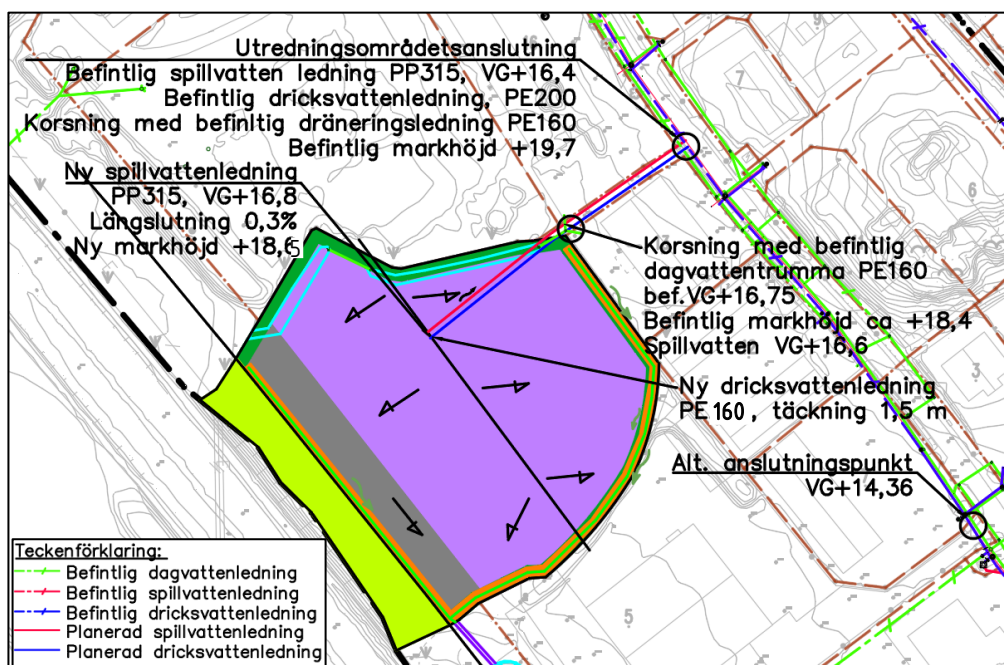 Utredningsområdetsanslutning
Befintlig spillvatten ledning PP315, VG+16,4
Befintlig dricksvattenledning, PE200
Korsning med befinltig dräneringsledning PE160
Befintlig markhöjd +19,7
Ny spillvattenledning
PP315, VG+16,8
Längslutning 0,3%
Ny markhöjd +18,6
Korsning med befintlig
dagvattentrumma PE160
bef.VG+16,75
Befintlig markhöjd ca +18,4
Spillvatten VG+16,6
Ny dricksvattenledning
PE160, täckning 1,5 m
Alt. anslutningspunkt
VG+14,36
7
6
3
5
Teckenförklaring:
Befintlig dagvattenledning
Befintlig spillvattenledning
Befintlig dricksvattenledning
Planerad spillvattenledning
Planerad dricksvattenledning